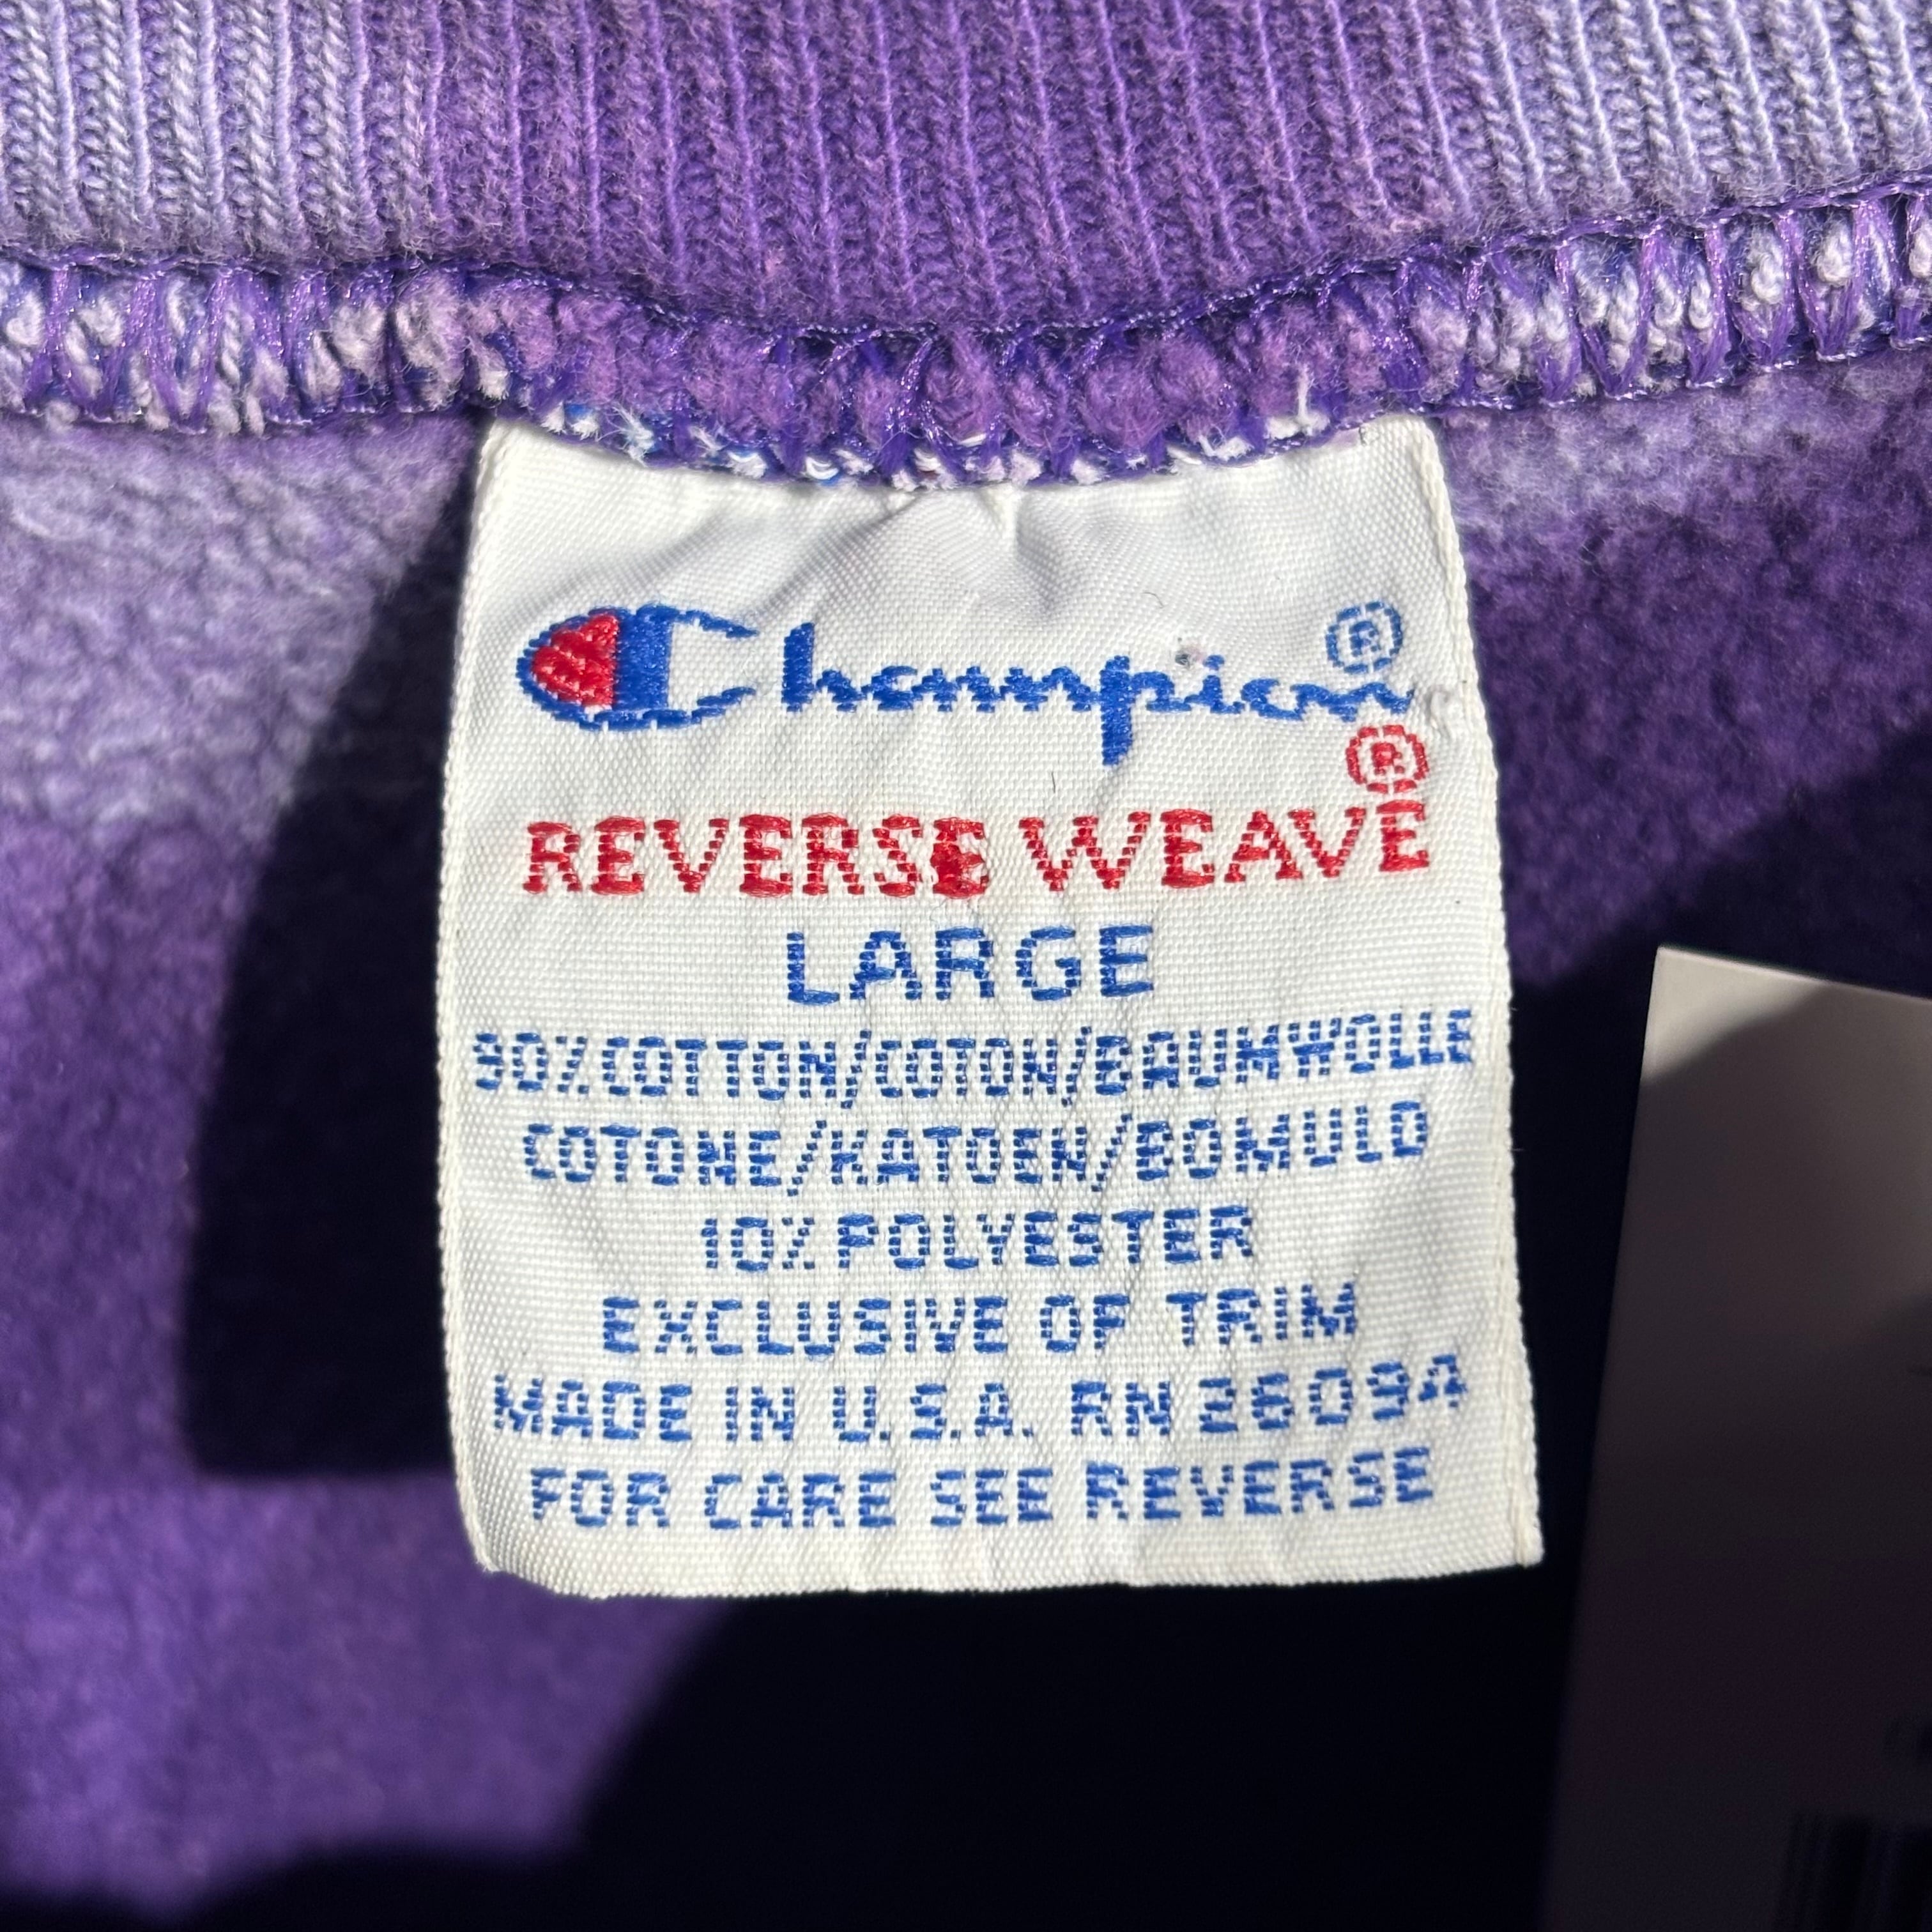 Champion®
REVERSE WEAVE®
LARGE
90% COTTON/COTON/BAUMWOLLE
COTONE/KATOEN/BOMULD
10% POLYESTER
EXCLUSIVE OF TRIM
MADE IN U.S.A. RN 26094
FOR CARE SEE REVERSE